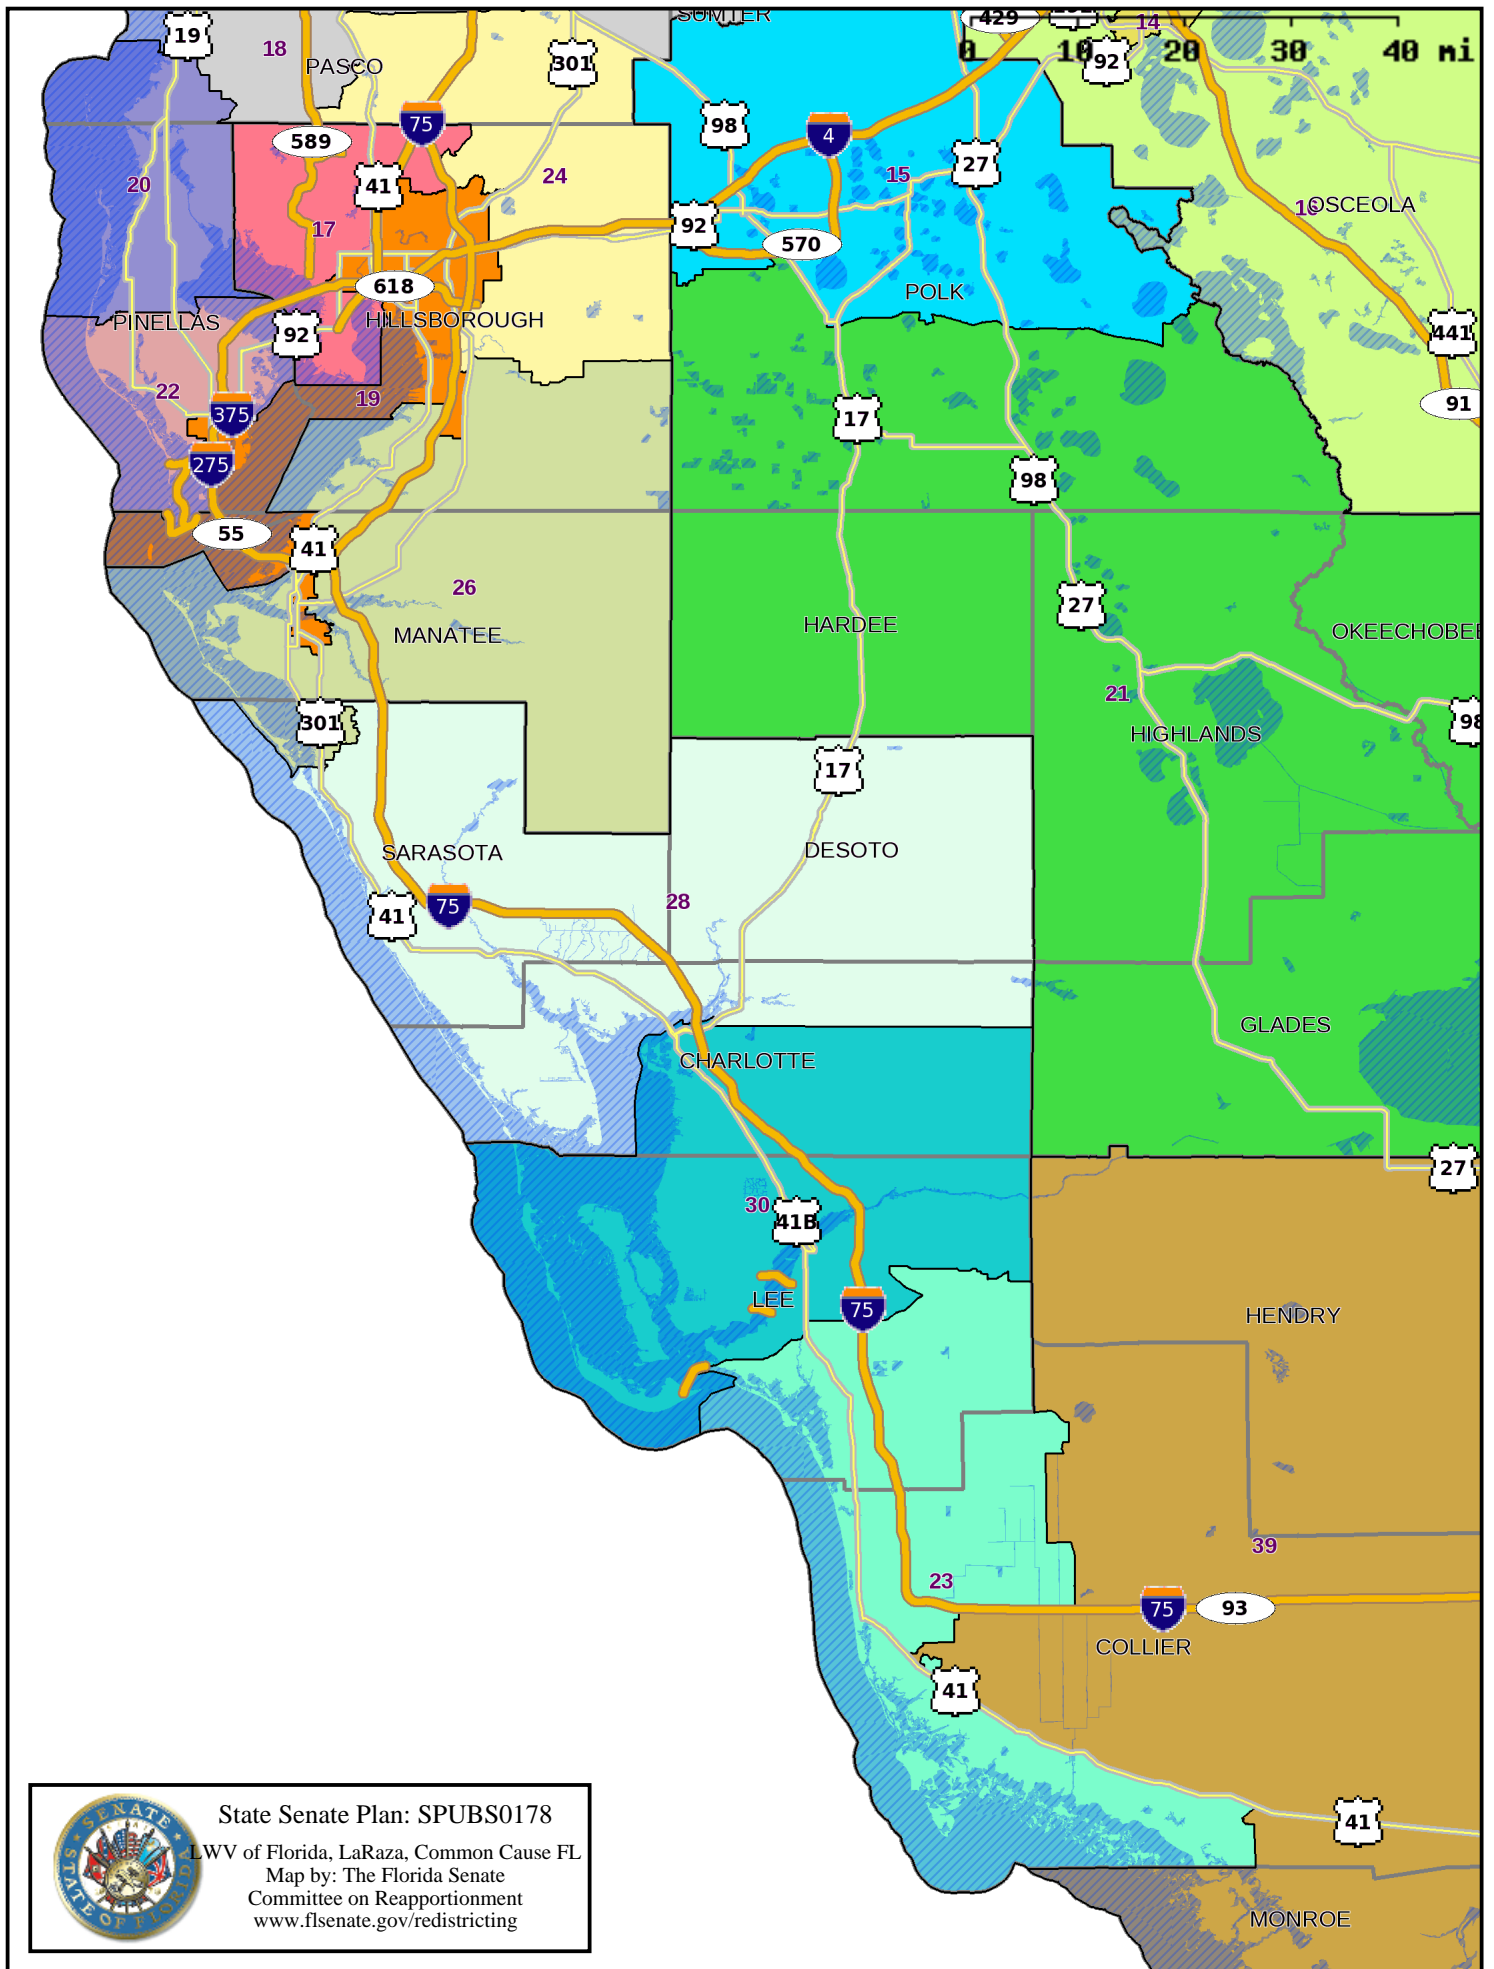 SUMTER
429
14
19
18
PASCO
301
0 10 20 30 40 mi
92
75
98
4
589
27
20
41
24
15
17
16
OSCEOLA
92
570
618
POLK
PINELLAS
92
HILLSBOROUGH
441
22
19
91
375
17
275
98
55
41
26
27
HARDEE
MANATEE
OKEECHOBEE
21
301
98
HIGHLANDS
17
SARASOTA
DESOTO
28
75
41
GLADES
CHARLOTTE
27
30
41B
LEE
75
HENDRY
39
23
75
93
COLLIER
41
41
MONROE
SENATE
STATE OF FLORIDA
State Senate Plan: SPUBS0178
LWV of Florida, LaRaza, Common Cause FL
Map by: The Florida Senate
Committee on Reapportionment
www.flsenate.gov/redistricting